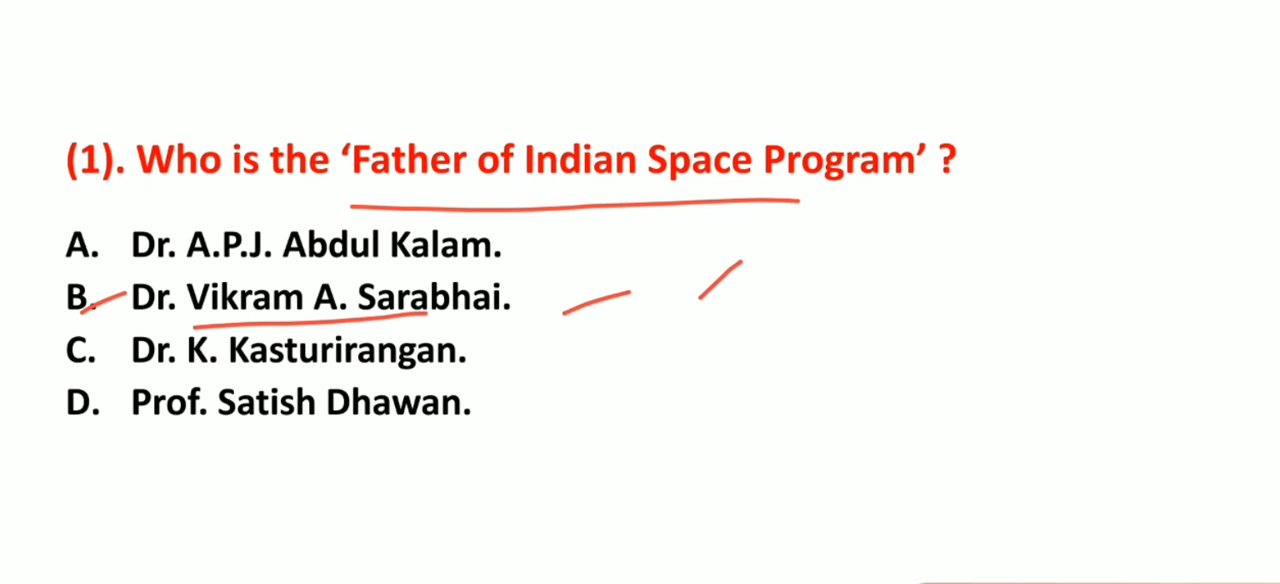 (1). Who is the ‘Father of Indian Space Program’ ?
A. Dr. A.P.J. Abdul Kalam.
B. Dr. Vikram A. Sarabhai.
C. Dr. K. Kasturirangan.
D. Prof. Satish Dhawan.